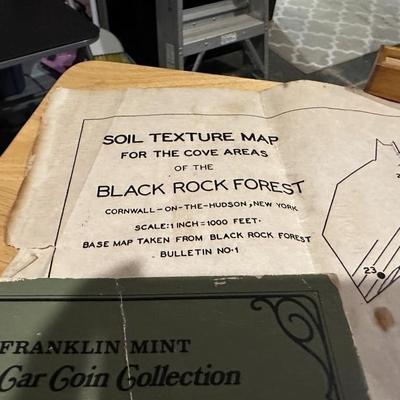 SOIL TEXTURE MAP
FOR THE COVE AREAS
OF THE
BLACK ROCK FOREST
CORNWALL-ON-THE-HUDSON, NEW YORK
SCALE: 1 INCH = 1000 FEET.
BASE MAP TAKEN FROM BLACK ROCK FOREST
BULLETIN NO. 1
23
FRANKLIN MINT
Car Coin Collection